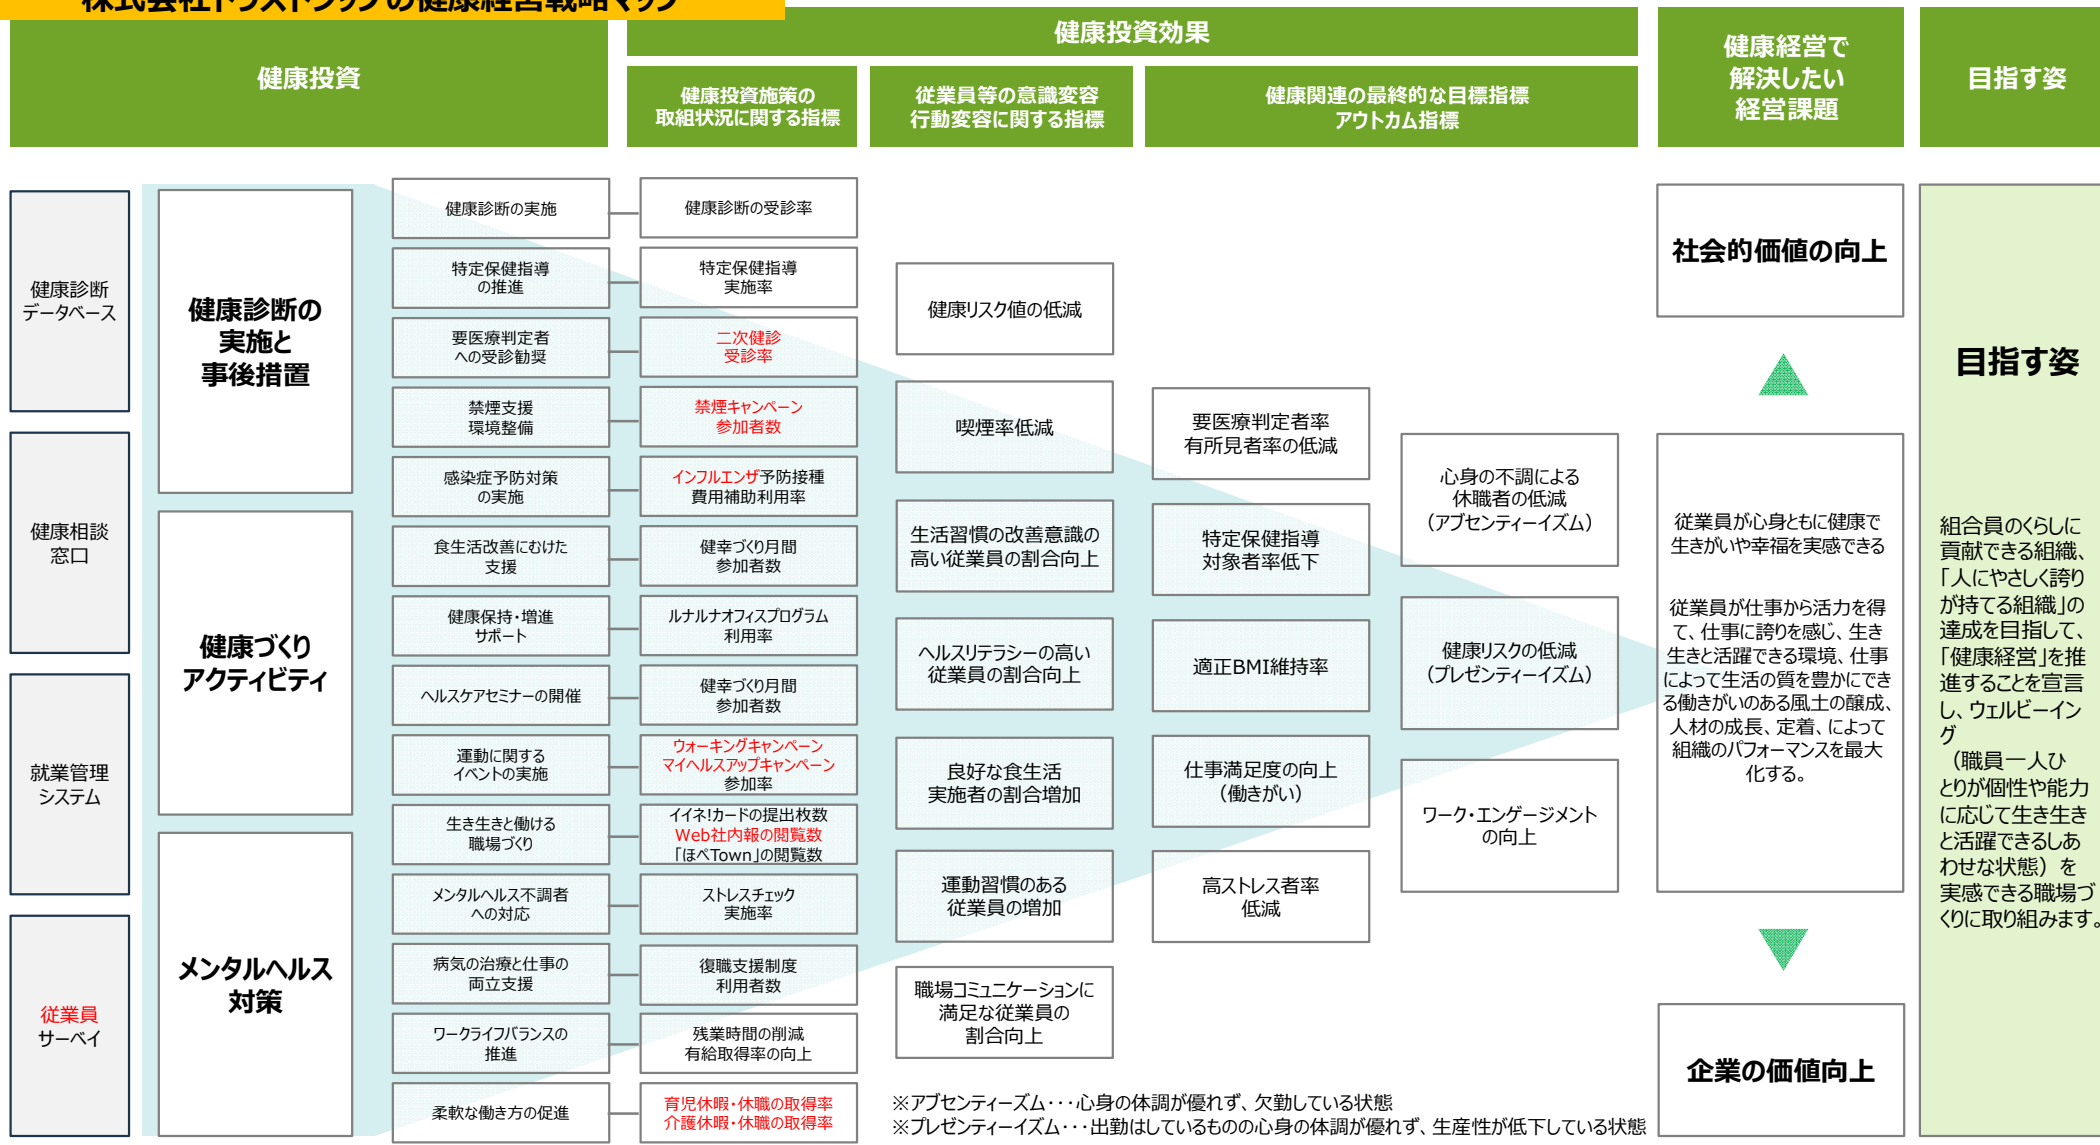 株式会社トラストシップの健康経営戦略マップ
健康投資
健康投資効果
健康投資施策の
取組状況に関する指標
従業員等の意識変容
行動変容に関する指標
健康関連の最終的な目標指標
アウトカム指標
健康経営で
解決したい
経営課題
目指す姿
健康診断
データベース
健康相談
窓口
就業管理
システム
従業員
サーベイ
健康診断の
実施と
事後措置
健康づくり
アクティビティ
メンタルヘルス
対策
健康診断の実施
健康診断の受診率
特定保健指導
の推進
特定保健指導
実施率
要医療判定者
への受診勧奨
二次健診
受診率
禁煙支援
環境整備
禁煙キャンペーン
参加者数
感染症予防対策
の実施
インフルエンザ予防接種
費用補助利用率
食生活改善にむけた
支援
健幸づくり月間
参加者数
健康保持・増進
サポート
ルナルナオフィスプログラム
利用率
ヘルスケアセミナーの開催
健幸づくり月間
参加者数
運動に関する
イベントの実施
ウォーキングキャンペーン
マイヘルスアップキャンペーン
参加率
生き生きと働ける
職場づくり
イイネ!カードの提出枚数
Web社内報の閲覧数
「ほぺTown」の閲覧数
メンタルヘルス不調者
への対応
ストレスチェック
実施率
病気の治療と仕事の
両立支援
復職支援制度
利用者数
ワークライフバランスの
推進
残業時間の削減
有給取得率の向上
柔軟な働き方の促進
育児休暇・休職の取得率
介護休暇・休職の取得率
健康リスク値の低減
喫煙率低減
生活習慣の改善意識の
高い従業員の割合向上
ヘルスリテラシーの高い
従業員の割合向上
良好な食生活
実施者の割合増加
運動習慣のある
従業員の増加
職場コミュニケーションに
満足な従業員の
割合向上
要医療判定者率
有所見者率の低減
特定保健指導
対象者率低下
適正BMI維持率
仕事満足度の向上
（働きがい）
高ストレス者率
低減
心身の不調による
休職者の低減
（アブセンティーイズム）
健康リスクの低減
（プレゼンティーイズム）
ワーク・エンゲージメント
の向上
社会的価値の向上
従業員が心身ともに健康で
生きがいや幸福を実感できる
従業員が仕事から活力を得
て、仕事に誇りを感じ、生き
生きと活躍できる環境、仕事
によって生活の質を豊かにでき
る働きがいのある風土の醸成、
人材の成長、定着、によって
組織のパフォーマンスを最大
化する。
企業の価値向上
目指す姿
組合員のくらしに
貢献できる組織、
「人にやさしく誇り
が持てる組織」の
達成を目指して、
「健康経営」を推
進することを宣言
し、ウェルビーイン
グ
（職員一人ひ
とりが個性や能力
に応じて生き生き
と活躍できるしあ
わせな状態）を
実感できる職場づ
くりに取り組みます。
※アブセンティーズム・・・心身の体調が優れず、欠勤している状態
※プレゼンティーイズム・・・出勤はしているものの心身の体調が優れず、生産性が低下している状態